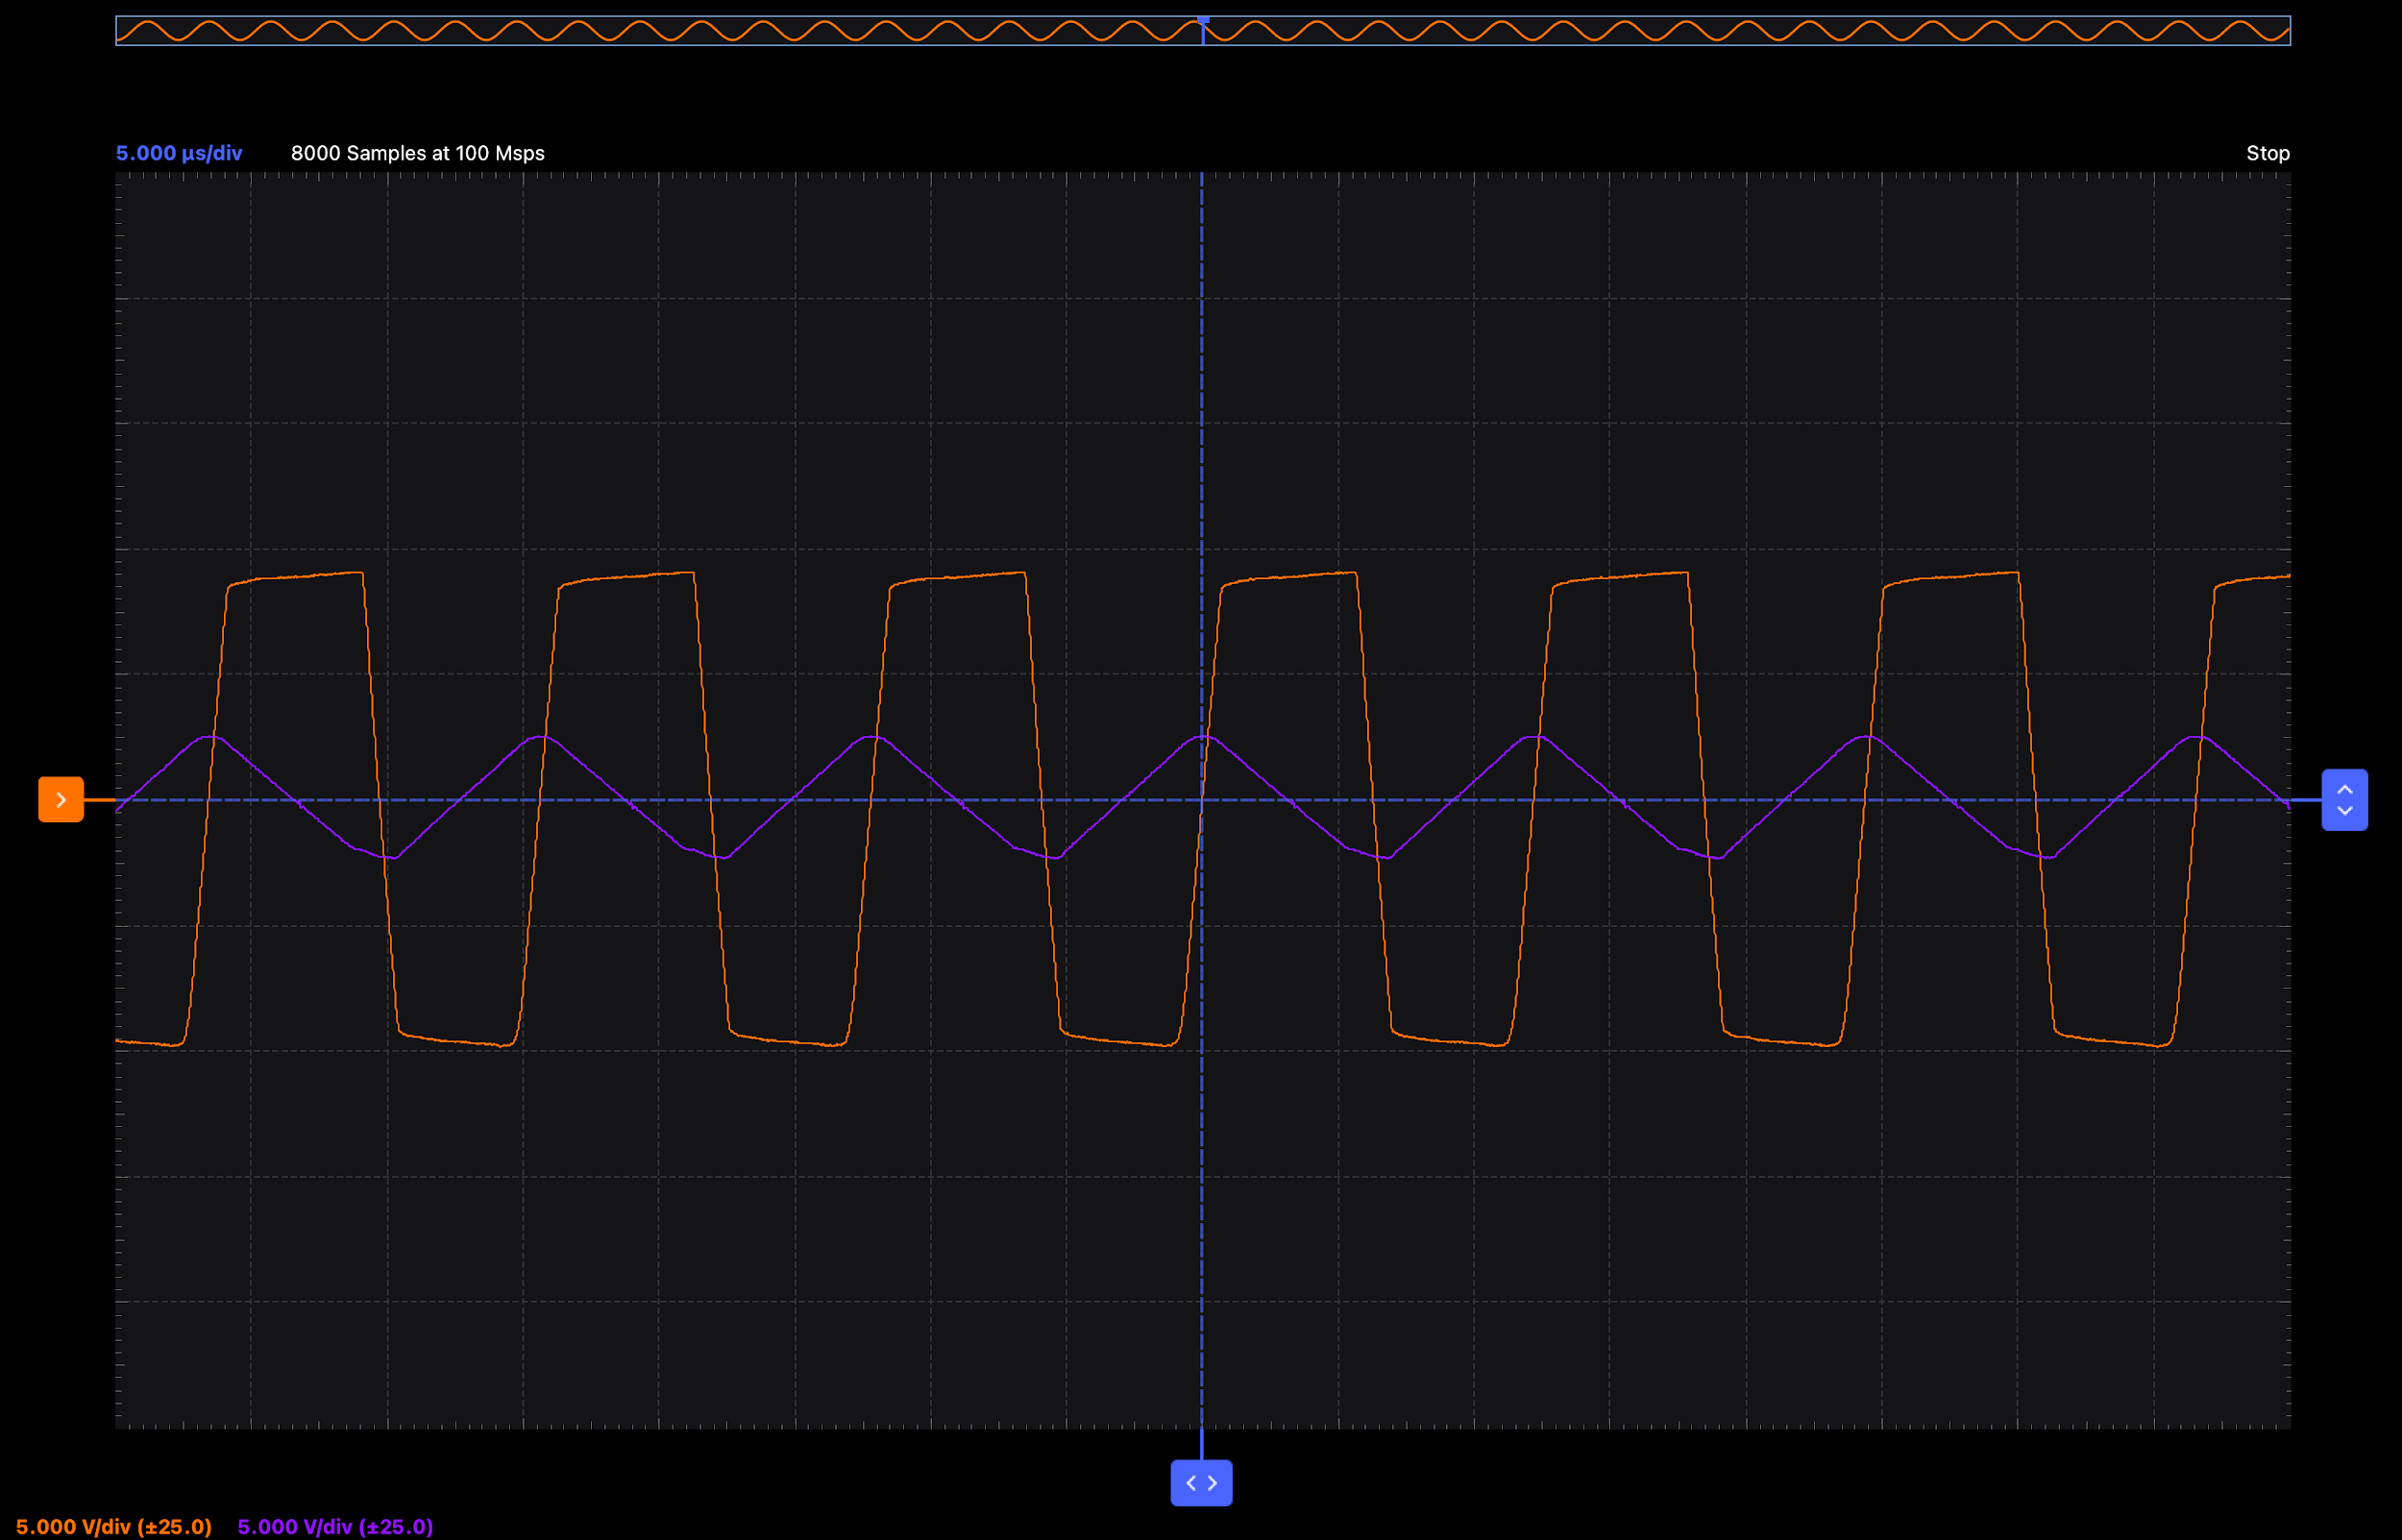 5.000 µs/div 8000 Samples at 100 Msps Stop
5.000 V/div (±25.0) 5.000 V/div (±25.0)